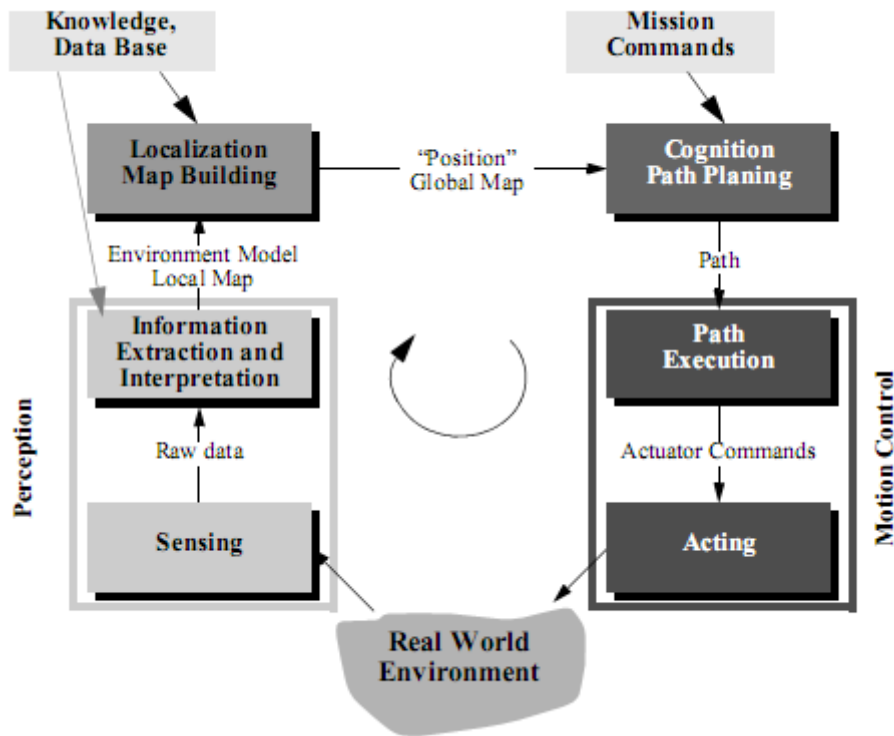 Knowledge,
Data Base
Mission
Commands
Localization
Map Building
“Position”
Global Map
Cognition
Path Planing
Environment Model
Local Map
Path
Information
Extraction and
Interpretation
Path
Execution
Perception
Raw data
Actuator Commands
Motion Control
Sensing
Acting
Real World
Environment